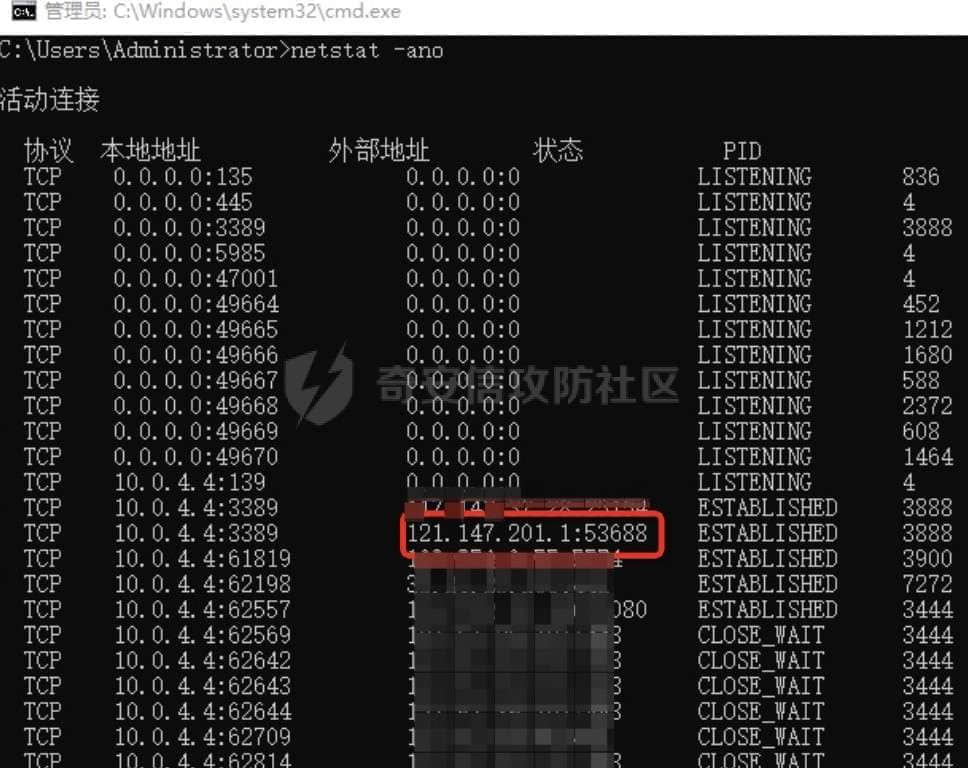 管理员: C:\Windows\system32\cmd.exe
C:\Users\Administrator>netstat -ano
活动连接
协议 本地地址 外部地址 状态 PID
TCP 0.0.0.0:135 0.0.0.0:0 LISTENING 836
TCP 0.0.0.0:445 0.0.0.0:0 LISTENING 4
TCP 0.0.0.0:3389 0.0.0.0:0 LISTENING 3888
TCP 0.0.0.0:5985 0.0.0.0:0 LISTENING 4
TCP 0.0.0.0:47001 0.0.0.0:0 LISTENING 4
TCP 0.0.0.0:49664 0.0.0.0:0 LISTENING 452
TCP 0.0.0.0:49665 0.0.0.0:0 LISTENING 1212
TCP 0.0.0.0:49666 0.0.0.0:0 LISTENING 1680
TCP 0.0.0.0:49667 0.0.0.0:0 LISTENING 588
奇安信攻防社区
TCP 0.0.0.0:49668 0.0.0.0:0 LISTENING 2372
TCP 0.0.0.0:49669 0.0.0.0:0 LISTENING 608
TCP 0.0.0.0:49670 0.0.0.0:0 LISTENING 1464
TCP 10.0.4.4:139 0.0.0.0:0 LISTENING 4
TCP 10.0.4.4:3389 ESTABLISHED 3888
TCP 10.0.4.4:3389 121.147.201.1:53688 ESTABLISHED 3888
TCP 10.0.4.4:61819 ESTABLISHED 3900
TCP 10.0.4.4:62198 ESTABLISHED 7272
TCP 10.0.4.4:62557 ESTABLISHED 3444
TCP 10.0.4.4:62569 CLOSE_WAIT 3444
TCP 10.0.4.4:62642 CLOSE_WAIT 3444
TCP 10.0.4.4:62643 CLOSE_WAIT 3444
TCP 10.0.4.4:62644 CLOSE_WAIT 3444
TCP 10.0.4.4:62709 CLOSE_WAIT 3444
TCP 10.0.4.4:62814 CLOSE_WAIT 3444